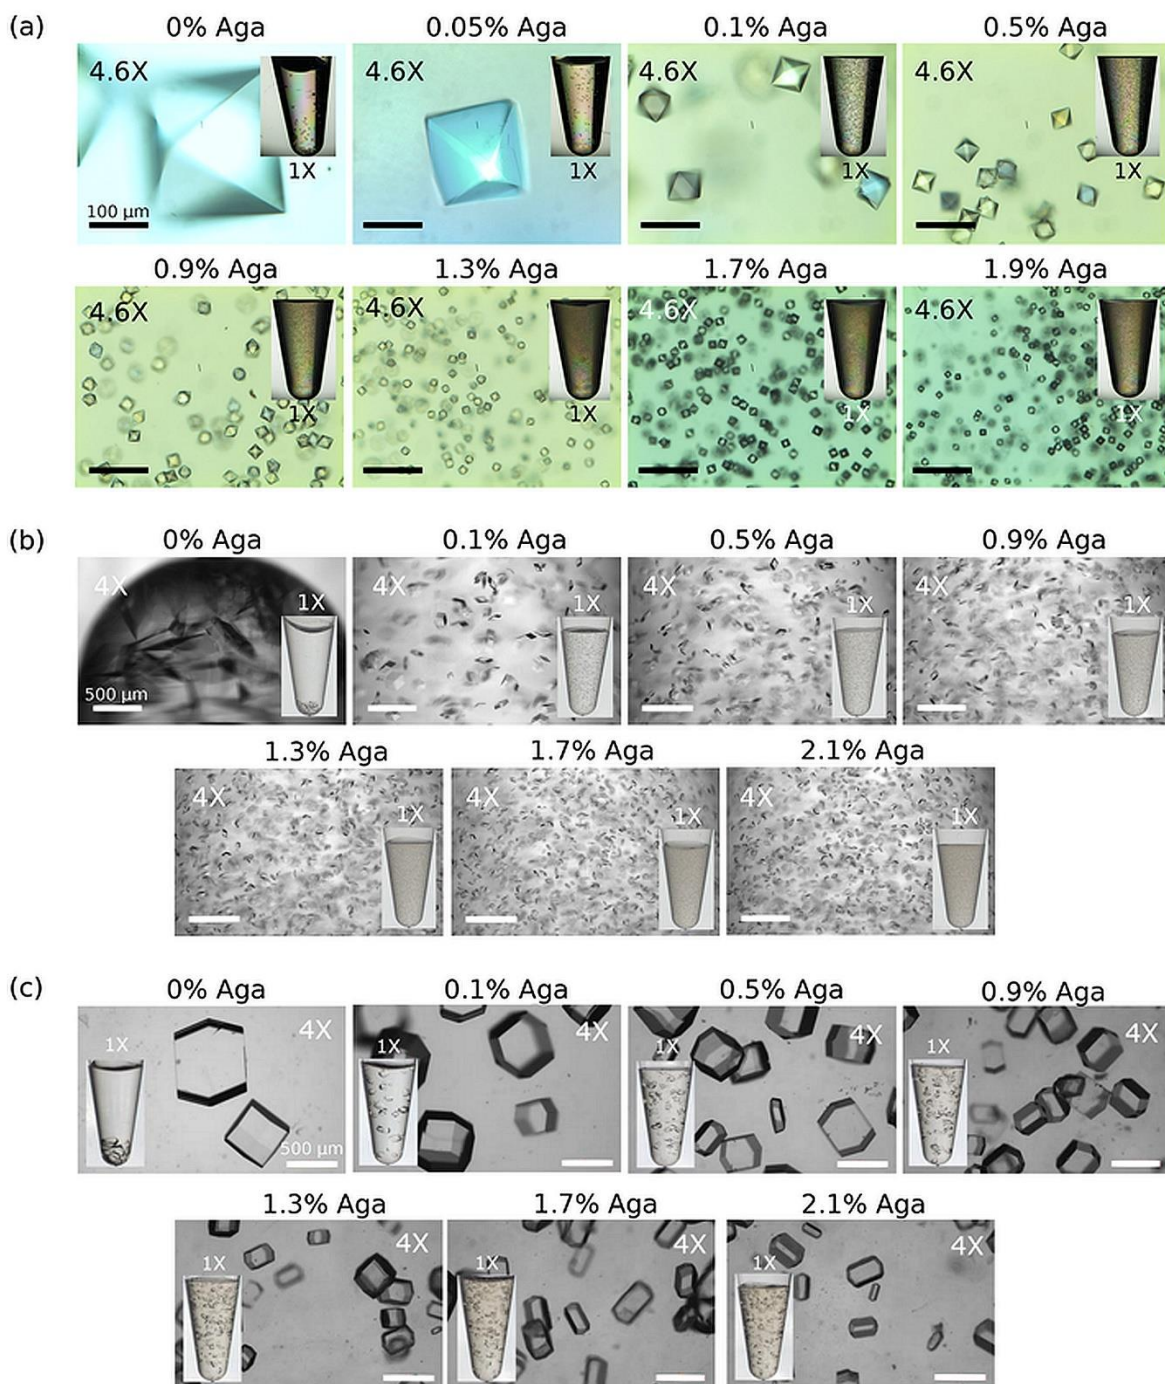 (a)
0% Aga 0.05% Aga 0.1% Aga 0.5% Aga
4.6X 4.6X 4.6X 4.6X
1X 1X 1X 1X
100 μm
0.9% Aga 1.3% Aga 1.7% Aga 1.9% Aga
4.6X 4.6X 4.6X 4.6X
1X 1X 1X 1X
(b)
0% Aga 0.1% Aga 0.5% Aga 0.9% Aga
4X 4X 4X 4X
1X 1X 1X 1X
500 μm
1.3% Aga 1.7% Aga 2.1% Aga
4X 4X 4X
1X 1X 1X
(c)
0% Aga 0.1% Aga 0.5% Aga 0.9% Aga
4X 4X 4X 4X
1X 1X 1X 1X
500 μm
1.3% Aga 1.7% Aga 2.1% Aga
4X 4X 4X
1X 1X 1X